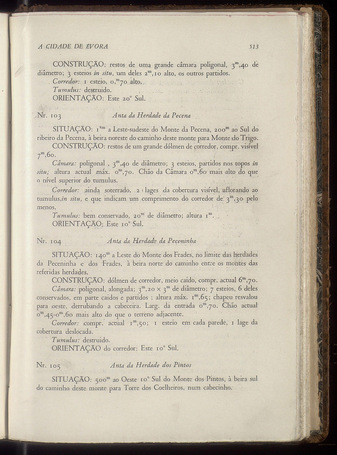 A CIDADE DE EVORA 513
CONSTRUÇÃO: restos de uma grande câmara poligonal, 3ᵐ,40 de
diâmetro; 3 esteios in situ, um deles 2ᵐ,10 alto, os outros partidos.
Corredor: 1 esteio, 0,ᵐ70 alto.
Tumulus: destruido.
ORIENTAÇÃO: Este 20° Sul.
Nr. 103 Anta da Herdade da Pecena
SITUAÇÃO: a Leste-sudeste do Monte da Pecena, 200ᵐ ao Sul do
ribeiro da Pecena, à beira noroeste do caminho deste monte para Monte do Trigo.
CONSTRUÇÃO: restos de um grande dólmen de corredor, compr. visível
7ᵐ,60.
Câmara: poligonal, 3ᵐ,40 de diâmetro; 3 esteios, partidos nos topos in
situ; altura actual máx. 0ᵐ,70. Chão da Câmara 0ᵐ,60 mais alto do que
o nível superior do tumulus.
Corredor: ainda soterrado, 2 lages da cobertura visível, aflorando ao
tumulus in situ, e que indicam um comprimento do corredor de 3ᵐ,50 pelo
menos.
Tumulus: bem conservado, 20ᵐ de diâmetro; altura 1ᵐ.
ORIENTAÇÃO: Este 10° Sul.
Nr. 104 Anta da Herdade da Peceninha
SITUAÇÃO: 140ᵐ a Leste do Monte dos Frades, no limite das herdades
da Peceninha e dos Frades, à beira norte do caminho entre os montes das
referidas herdades.
CONSTRUÇÃO: dólmen de corredor, meio caído, compr. actual 6ᵐ,70.
Câmara: poligonal, alongada; 3ᵐ,20 × 3ᵐ de diâmetro; 7 esteios, 6 deles
conservados, em parte caidos e partidos; altura máx. 1ᵐ,65; chapeu resvalou
para oeste, derrubando a cabeceira. Larg. da entrada 0ᵐ,70. Chão actual
0ᵐ,45-0ᵐ,60 mais alto do que o terreno adjacente.
Corredor: compr. actual 1ᵐ,50; 1 esteio em cada parede, 1 lage da
cobertura deslocada.
Tumulus: destruido.
ORIENTAÇÃO do corredor: Este 10° Sul.
Nr. 105 Anta da Herdade dos Pintos
SITUAÇÃO: 300ᵐ ao Oeste 10° Sul do Monte dos Pintos, à beira sul
do caminho deste monte para Torre dos Coelheiros, num cabecinho.